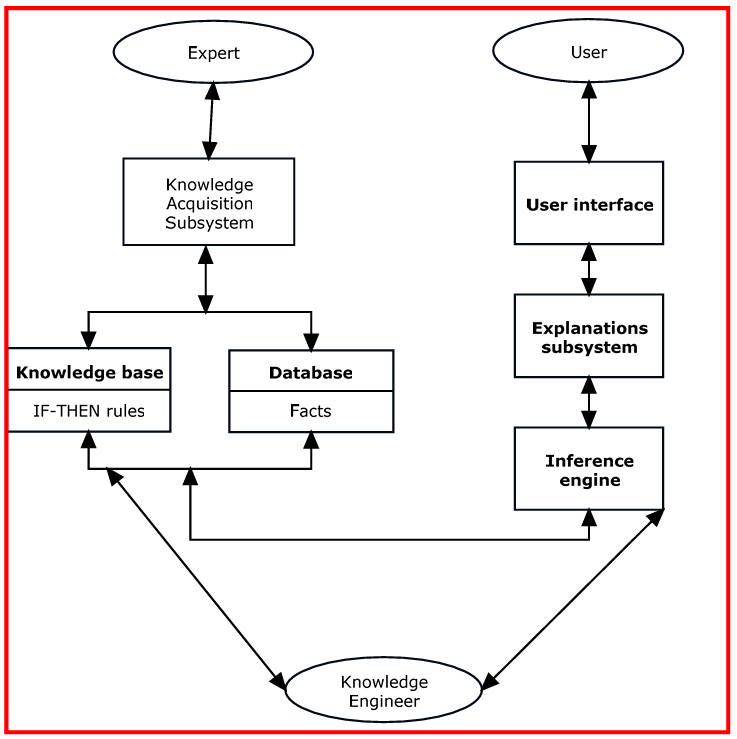 Expert
User
Knowledge
Acquisition
Subsystem
User interface
Explanations
subsystem
Knowledge base
IF-THEN rules
Database
Facts
Inference
engine
Knowledge
Engineer